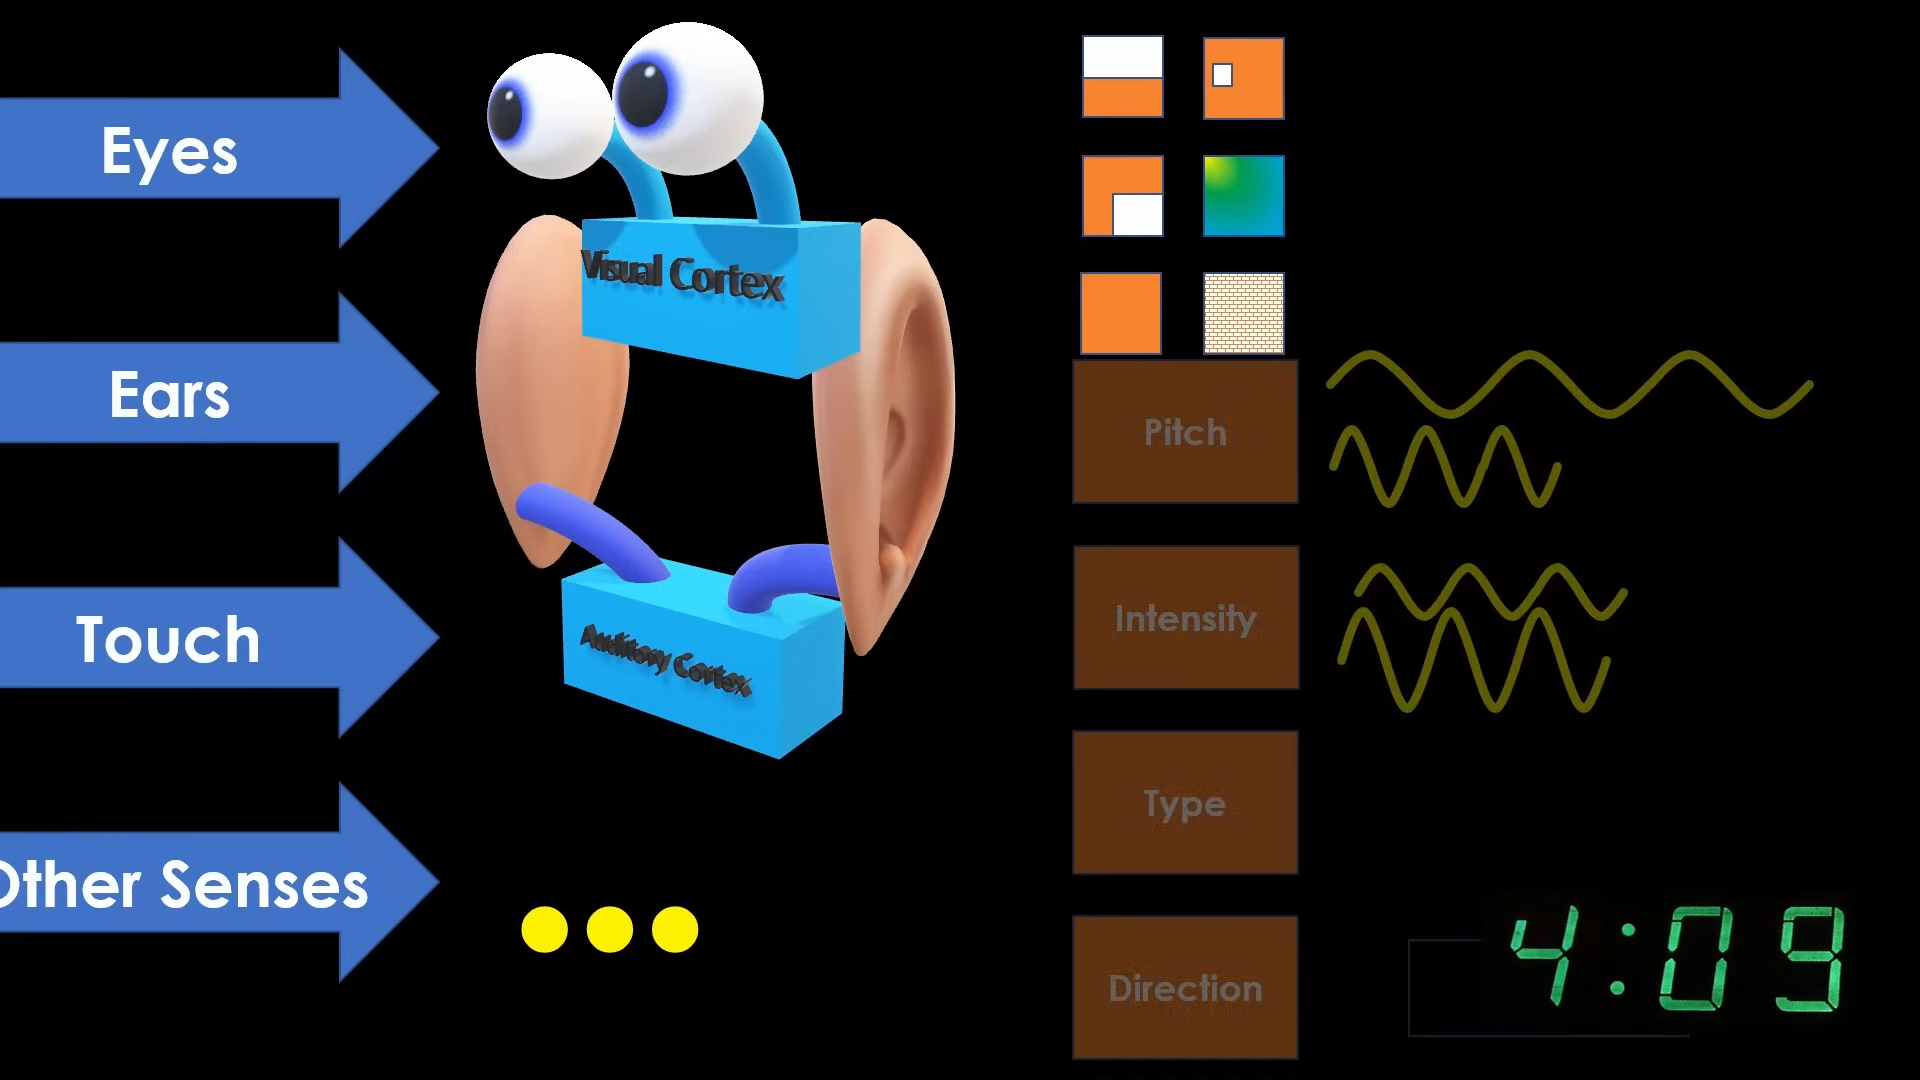 Eyes
Ears
Touch
Other Senses
Visual Cortex
Auditory Cortex
Pitch
Intensity
Type
Direction
4:09